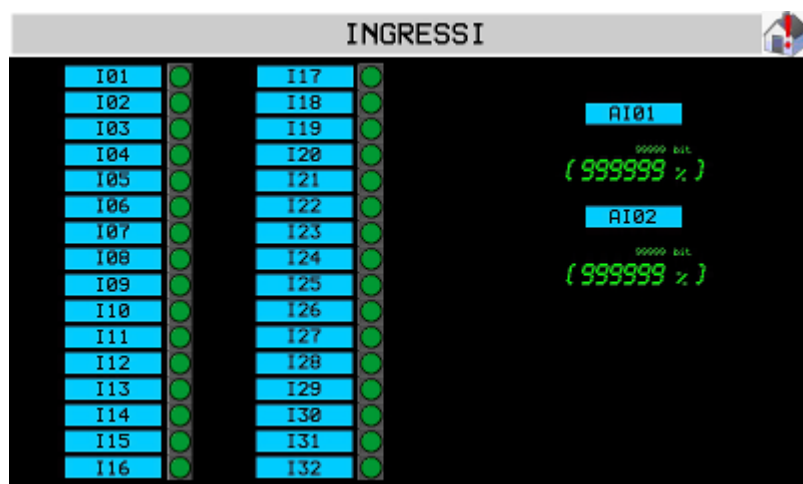 INGRESSI
I01
I02
I03
I04
I05
I06
I07
I08
I09
I10
I11
I12
I13
I14
I15
I16
I17
I18
I19
I20
I21
I22
I23
I24
I25
I26
I27
I28
I29
I30
I31
I32
AI01
99999 bit
(999999 %)
AI02
99999 bit
(999999 %)